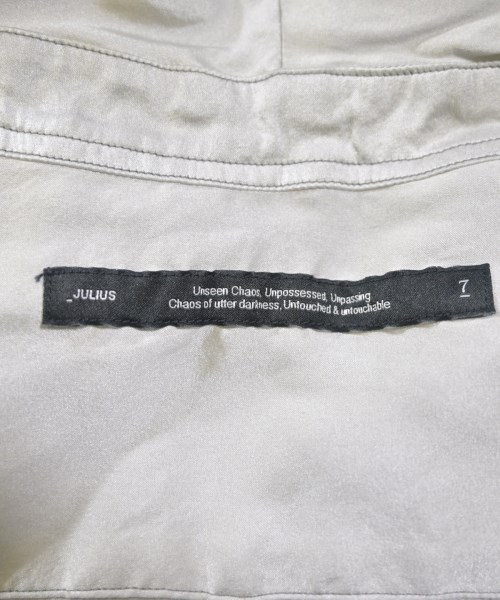 _JULIUS
Unseen Chaos, Unpossessed, Unpassing
Chaos of utter darkness, Untouched & untouchable
7